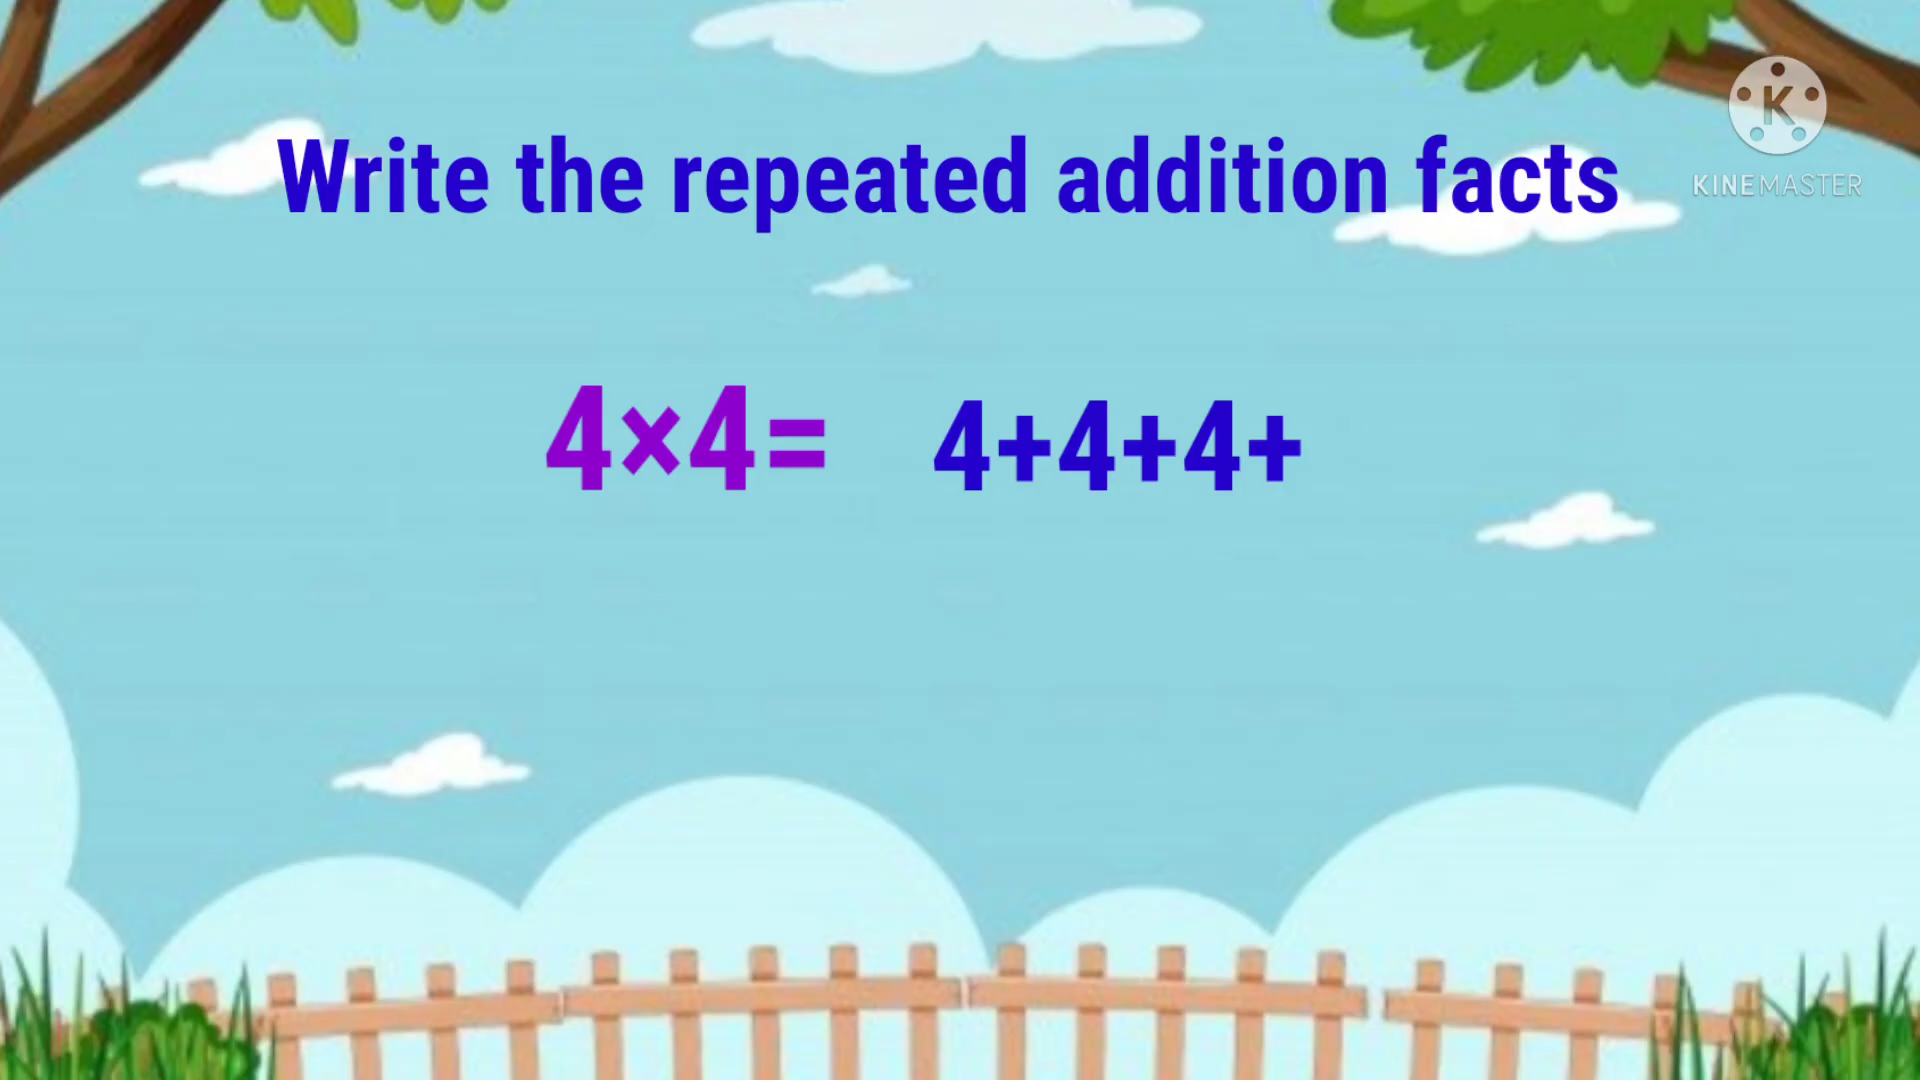 Write the repeated addition facts
K
KINEMASTER
4×4= 4+4+4+